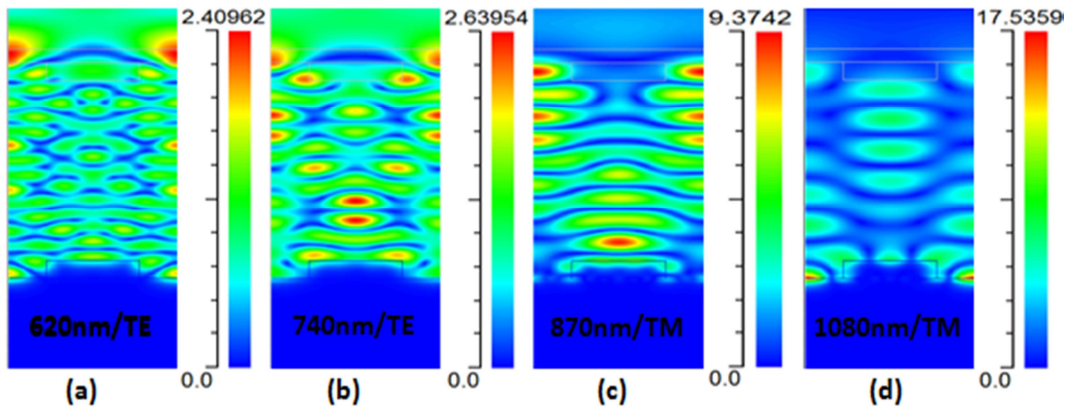 2.40962
2.63954
9.3742
17.5359
620nm/TE
740nm/TE
870nm/TM
1080nm/TM
0.0
0.0
0.0
0.0
(a)
(b)
(c)
(d)